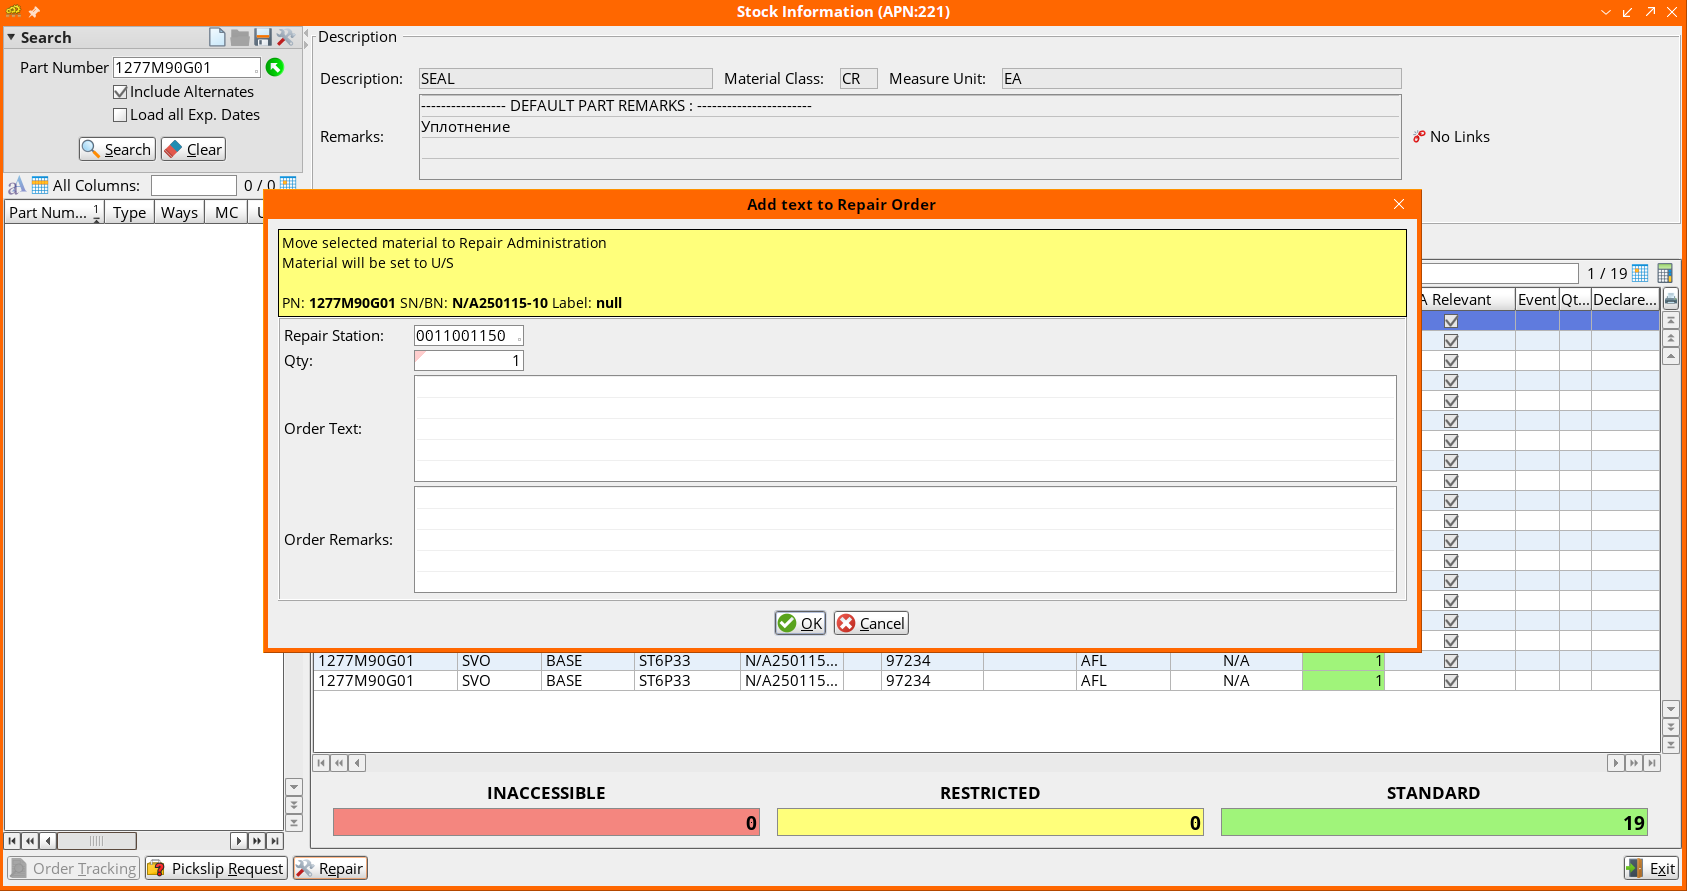 Stock Information (APN:221)
Search
Part Number 1277M90G01
Include Alternates
Load all Exp. Dates
Search Clear
All Columns: 0 / 0
Part Num... 1 Type Ways MC
Description
Description: SEAL Material Class: CR Measure Unit: EA
----------------- DEFAULT PART REMARKS : -----------------------
Remarks: Уплотнение
No Links
Add text to Repair Order
Move selected material to Repair Administration
Material will be set to U/S
PN: 1277M90G01 SN/BN: N/A250115-10 Label: null
Repair Station: 0011001150
Qty: 1
Order Text:
Order Remarks:
OK Cancel
1 / 19
A Relevant Event Qt... Declare...
1277M90G01 SVO BASE ST6P33 N/A250115... 97234 AFL N/A 1
1277M90G01 SVO BASE ST6P33 N/A250115... 97234 AFL N/A 1
INACCESSIBLE RESTRICTED STANDARD
0 0 19
Order Tracking Pickslip Request Repair Exit